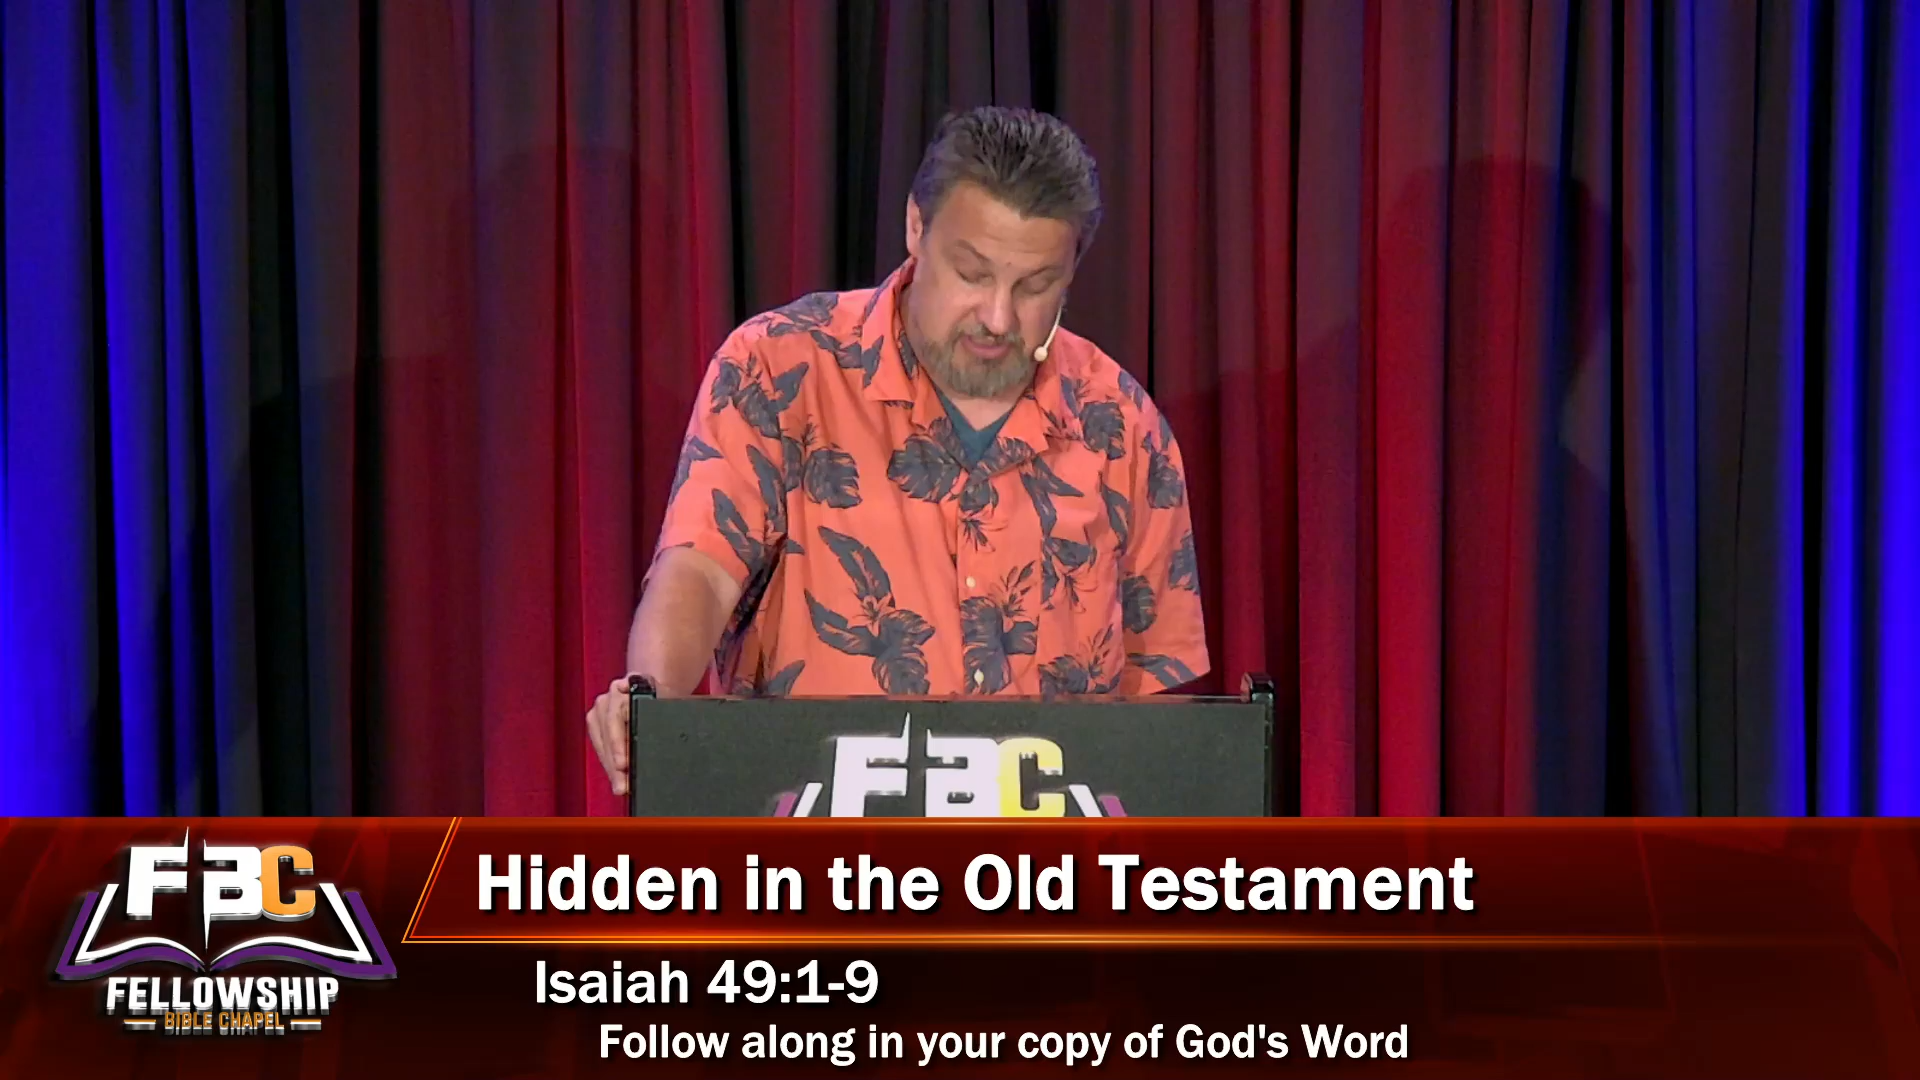 FBC
Hidden in the Old Testament
Isaiah 49:1-9
Follow along in your copy of God's Word
FBC
FELLOWSHIP
BIBLE CHAPEL